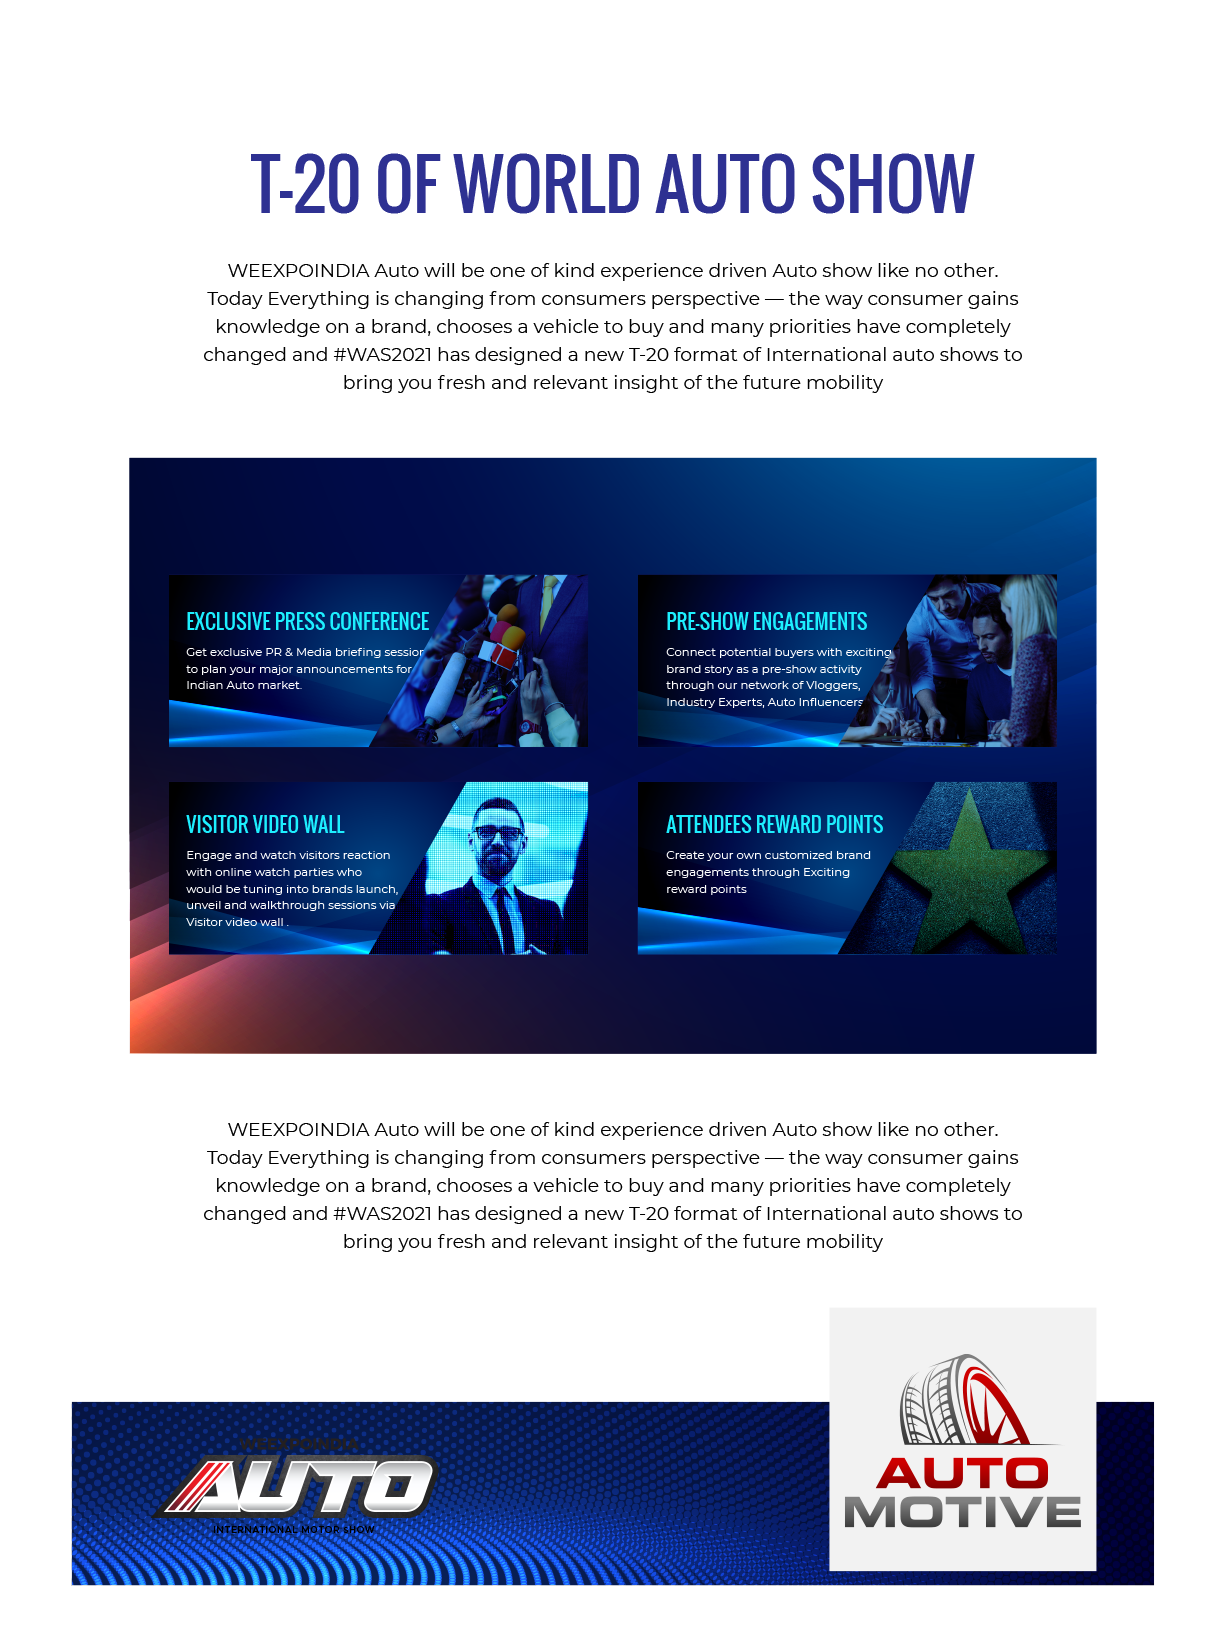 T-20 OF WORLD AUTO SHOW
WEEXPOINDIA Auto will be one of kind experience driven Auto show like no other.
Today Everything is changing from consumers perspective — the way consumer gains
knowledge on a brand, chooses a vehicle to buy and many priorities have completely
changed and #WAS2021 has designed a new T-20 format of International auto shows to
bring you fresh and relevant insight of the future mobility
EXCLUSIVE PRESS CONFERENCE
Get exclusive PR & Media briefing session
to plan your major announcements for
Indian Auto market.
PRE-SHOW ENGAGEMENTS
Connect potential buyers with exciting
brand story as a pre-show activity
through our network of Vloggers,
Industry Experts, Auto Influencers
VISITOR VIDEO WALL
Engage and watch visitors reaction
with online watch parties who
would be tuning into brands launch,
unveil and walkthrough sessions via
Visitor video wall .
ATTENDEES REWARD POINTS
Create your own customized brand
engagements through Exciting
reward points
WEEXPOINDIA Auto will be one of kind experience driven Auto show like no other.
Today Everything is changing from consumers perspective — the way consumer gains
knowledge on a brand, chooses a vehicle to buy and many priorities have completely
changed and #WAS2021 has designed a new T-20 format of International auto shows to
bring you fresh and relevant insight of the future mobility
WEEXPOINDIA
AUTO
INTERNATIONAL MOTOR SHOW
AUTO
MOTIVE